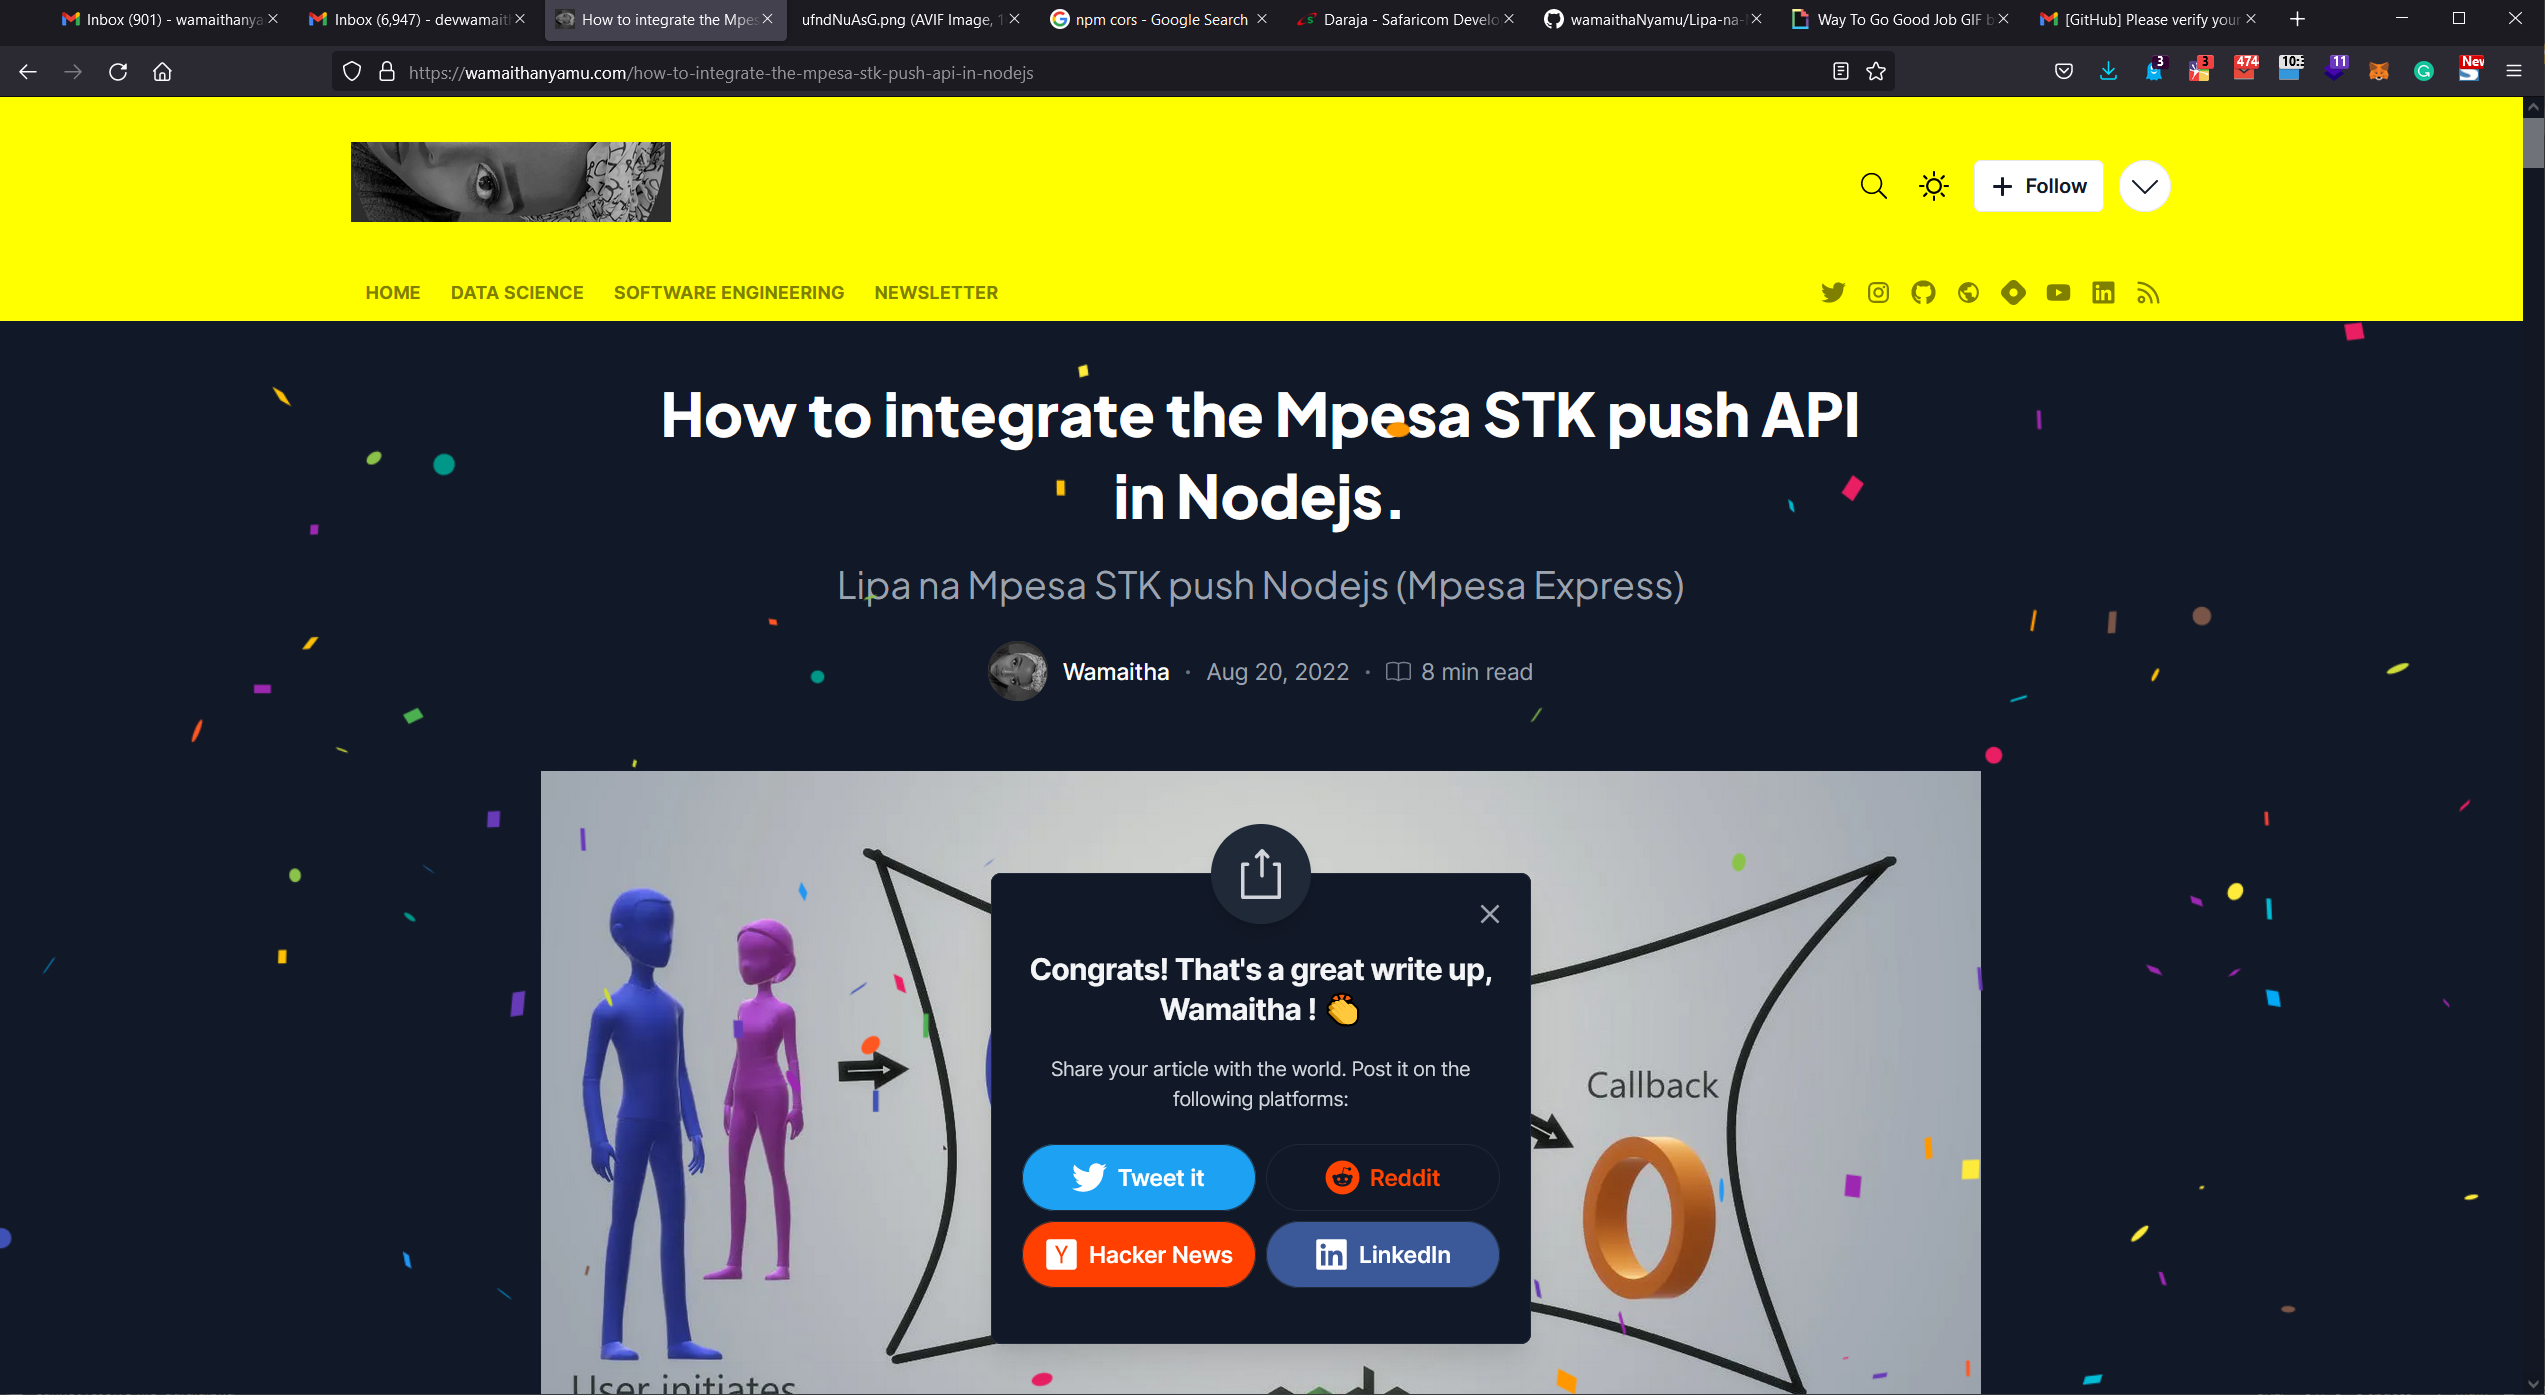 Inbox (901) - wamaithanya
Inbox (6,947) - devwamait
How to integrate the Mpes
ufndNuAsG.png (AVIF Image, 1
npm cors - Google Search
Daraja - Safaricom Develo
wamaithaNyamu/Lipa-na-
Way To Go Good Job GIF b
[GitHub] Please verify your
https://wamaithanyamu.com/how-to-integrate-the-mpesa-stk-push-api-in-nodejs
3
3
474
11
New
Follow
HOME
DATA SCIENCE
SOFTWARE ENGINEERING
NEWSLETTER
How to integrate the Mpesa STK push API
in Nodejs.
Lipa na Mpesa STK push Nodejs (Mpesa Express)
Wamaitha · Aug 20, 2022 · 8 min read
Congrats! That's a great write up,
Wamaitha ! 👏
Share your article with the world. Post it on the
following platforms:
Tweet it
Reddit
Hacker News
LinkedIn
Callback
User initiates